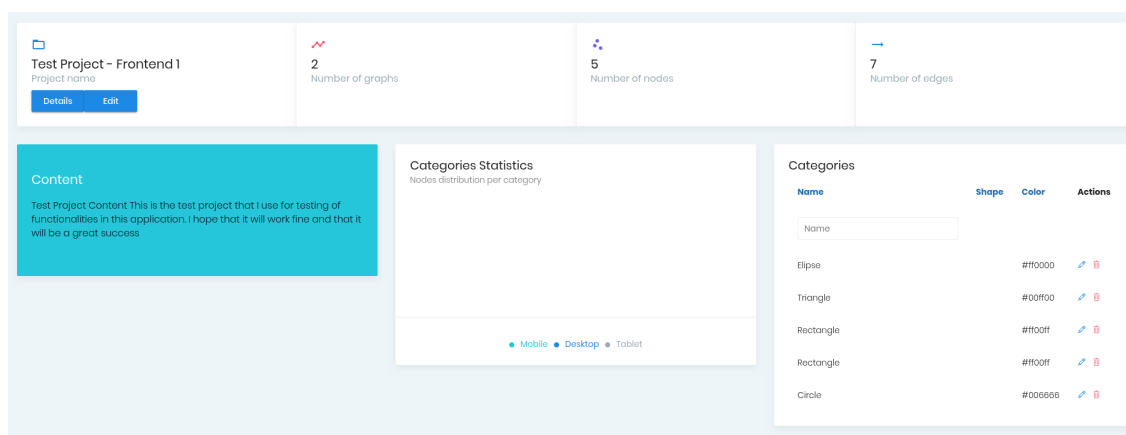 Test Project - Frontend 1
Project name
Details Edit
2
Number of graphs
5
Number of nodes
7
Number of edges
Content
Test Project Content This is the test project that I use for testing of
functionalities in this application. I hope that it will work fine and that it
will be a great success
Categories Statistics
Nodes distribution per category
Mobile Desktop Tablet
Categories
Name Shape Color Actions
Name
Elipse #ff0000
Triangle #00ff00
Rectangle #ff00ff
Rectangle #ff00ff
Circle #006666